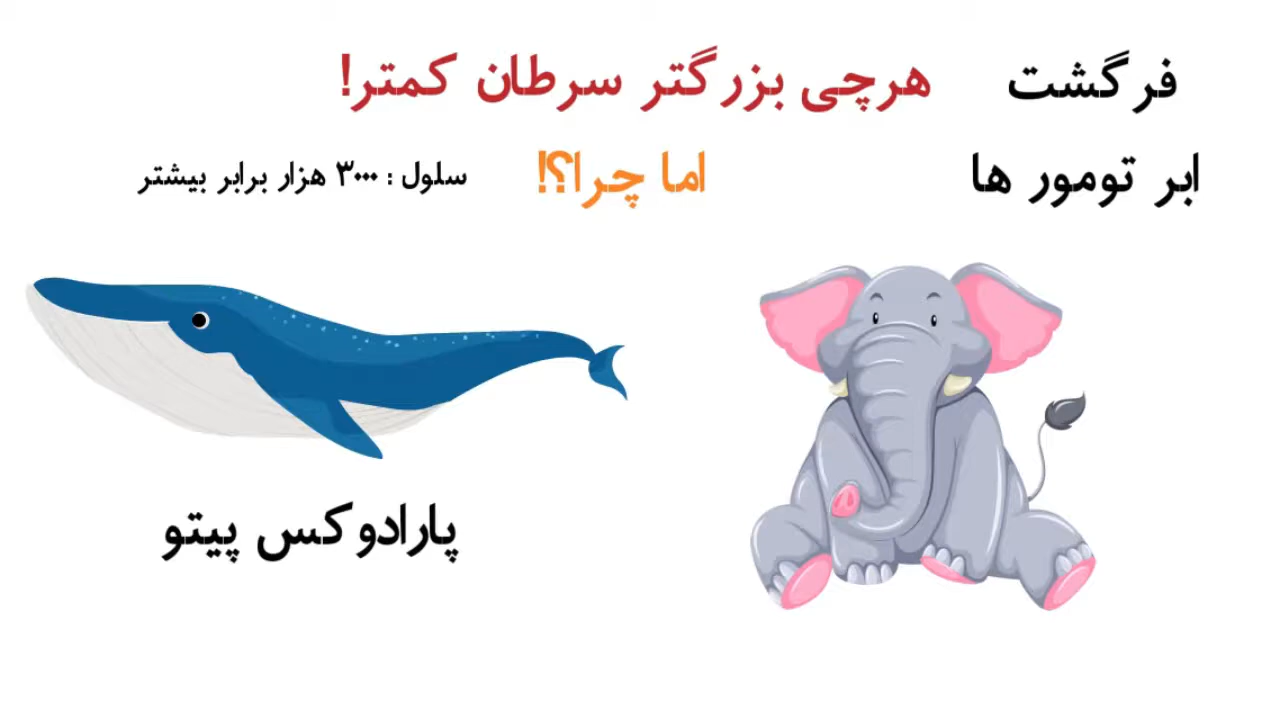 فرگشت
هرچی بزرگتر سرطان کمتر!
ابر تومور ها
اما چرا؟!
سلول : ۳۰۰۰ هزار برابر بیشتر
پارادوکس پیتو